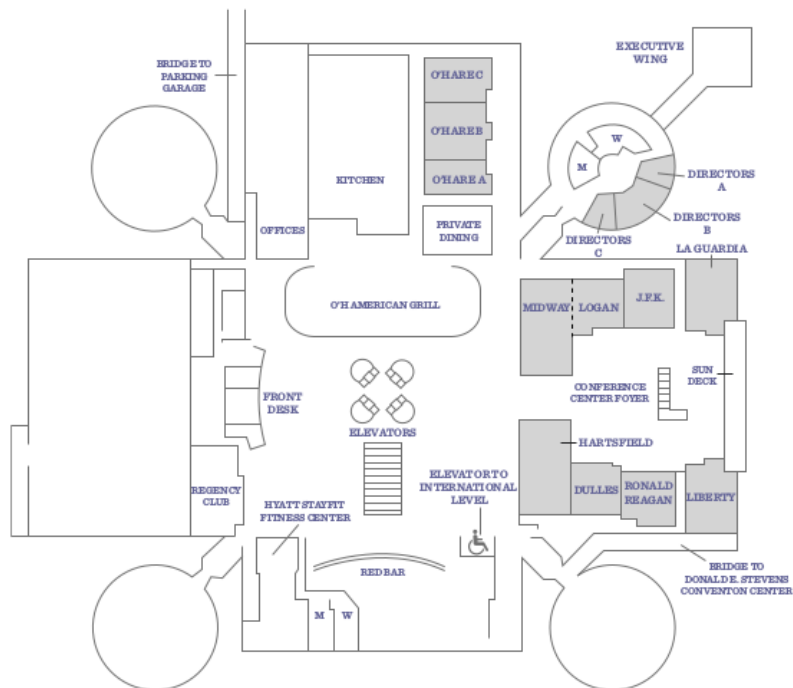 EXECUTIVE
WING
BRIDGE TO
PARKING
GARAGE
O'HARE C
O'HARE B
O'HARE A
W
M
KITCHEN
DIRECTORS
A
DIRECTORS
B
DIRECTORS
C
OFFICES
PRIVATE
DINING
LA GUARDIA
O'H AMERICAN GRILL
MIDWAY
LOGAN
J.F.K.
SUN
DECK
CONFERENCE
CENTER FOYER
FRONT
DESK
ELEVATORS
HARTSFIELD
ELEVATOR TO
INTERNATIONAL
LEVEL
REGENCY
CLUB
HYATT STAYFIT
FITNESS CENTER
DULLES
RONALD
REAGAN
LIBERTY
RED BAR
M
W
BRIDGE TO
DONALD E. STEVENS
CONVENTON CENTER